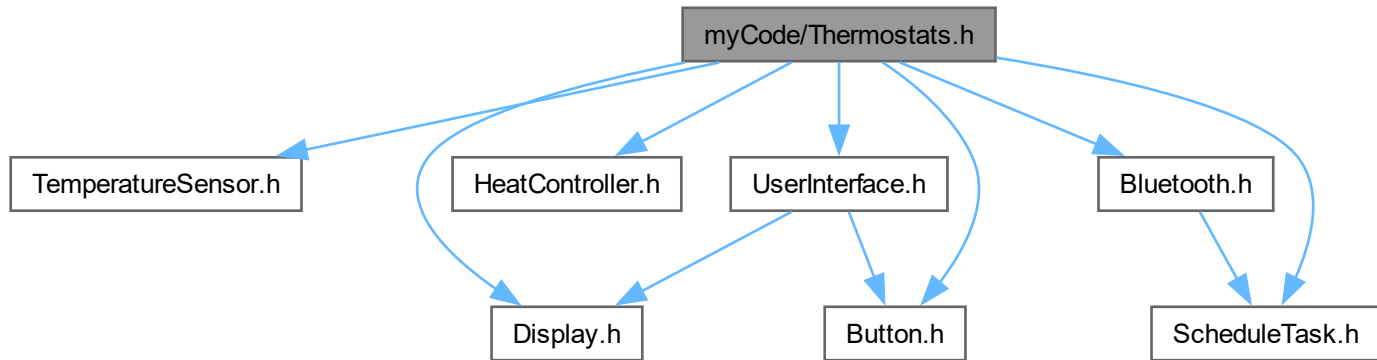 myCode/Thermostats.h
TemperatureSensor.h
HeatController.h
UserInterface.h
Bluetooth.h
Display.h
Button.h
ScheduleTask.h